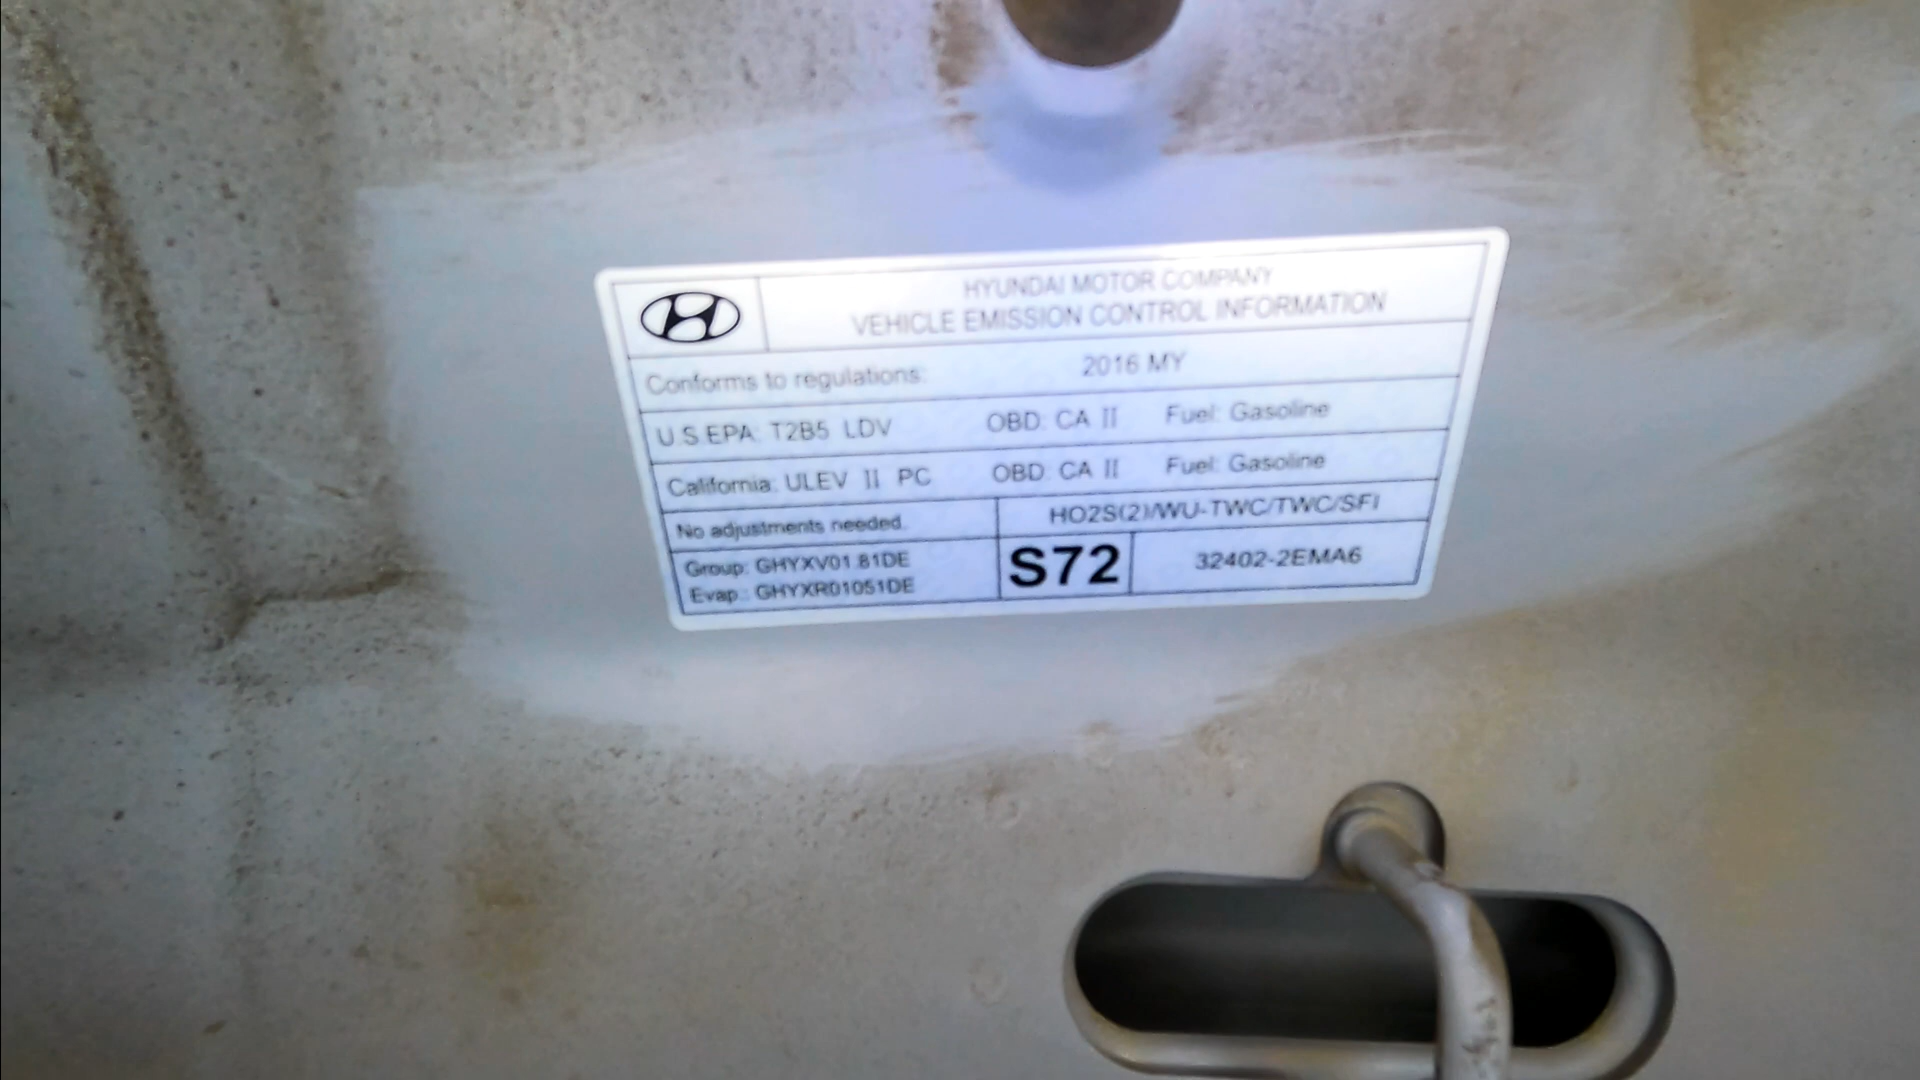 HYUNDAI MOTOR COMPANY
VEHICLE EMISSION CONTROL INFORMATION
Conforms to regulations: 2016 MY
U.S.EPA: T2B5 LDV OBD: CA II Fuel: Gasoline
California: ULEV II PC OBD: CA II Fuel: Gasoline
No adjustments needed. HO2S(2)/WU-TWC/TWC/SFI
Group: GHYXV01.81DE
Evap.: GHYXR01051DE
S72
32402-2EMA6